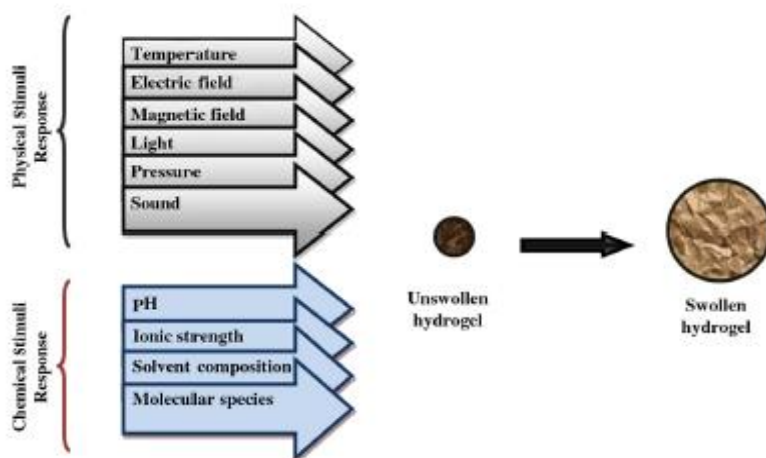 Physical Stimuli
Response
Temperature
Electric field
Magnetic field
Light
Pressure
Sound
Chemical Stimuli
Response
pH
Ionic strength
Solvent composition
Molecular species
Unswollen
hydrogel
Swollen
hydrogel